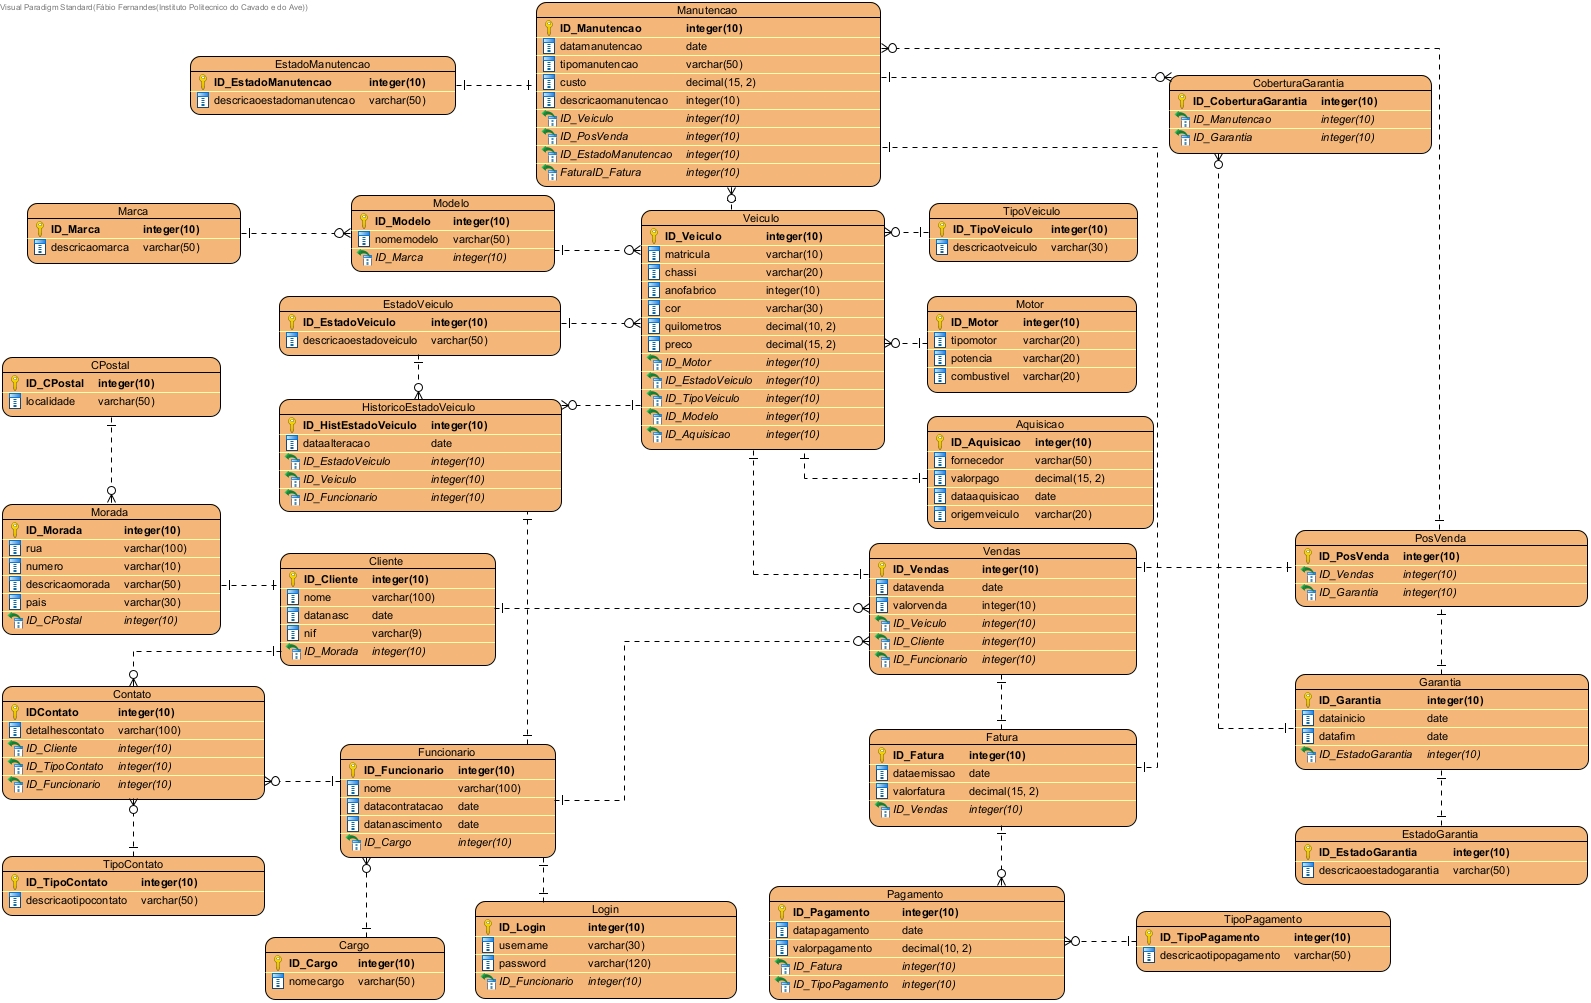 Visual Paradigm Standard(Fábio Fernandes(Instituto Politecnico do Cavado e do Ave))
Manutencao
ID_Manutencao integer(10)
datamanutencao date
tipomanutencao varchar(50)
custo decimal(15, 2)
descricaomanutencao integer(10)
ID_Veiculo integer(10)
ID_PosVenda integer(10)
ID_EstadoManutencao integer(10)
FaturaID_Fatura integer(10)
EstadoManutencao
ID_EstadoManutencao integer(10)
descricaoestadomanutencao varchar(50)
CoberturaGarantia
ID_CoberturaGarantia integer(10)
ID_Manutencao integer(10)
ID_Garantia integer(10)
Marca
ID_Marca integer(10)
descricaomarca varchar(50)
Modelo
ID_Modelo integer(10)
nomemodelo varchar(50)
ID_Marca integer(10)
Veiculo
ID_Veiculo integer(10)
matricula varchar(10)
chassi varchar(20)
anofabrico integer(10)
cor varchar(30)
quilometros decimal(10, 2)
preco decimal(15, 2)
ID_Motor integer(10)
ID_EstadoVeiculo integer(10)
ID_TipoVeiculo integer(10)
ID_Modelo integer(10)
ID_Aquisicao integer(10)
TipoVeiculo
ID_TipoVeiculo integer(10)
descricaotveiculo varchar(30)
EstadoVeiculo
ID_EstadoVeiculo integer(10)
descricaoestadoveiculo varchar(50)
Motor
ID_Motor integer(10)
tipomotor varchar(20)
potencia varchar(20)
combustivel varchar(20)
CPostal
ID_CPostal integer(10)
localidade varchar(50)
HistoricoEstadoVeiculo
ID_HistEstadoVeiculo integer(10)
dataalteracao date
ID_EstadoVeiculo integer(10)
ID_Veiculo integer(10)
ID_Funcionario integer(10)
Aquisicao
ID_Aquisicao integer(10)
fornecedor varchar(50)
valorpago decimal(15, 2)
dataaquisicao date
origemveiculo varchar(20)
Morada
ID_Morada integer(10)
rua varchar(100)
numero varchar(10)
descricaomorada varchar(50)
pais varchar(30)
ID_CPostal integer(10)
Cliente
ID_Cliente integer(10)
nome varchar(100)
datanasc date
nif varchar(9)
ID_Morada integer(10)
Vendas
ID_Vendas integer(10)
datavenda date
valorvenda integer(10)
ID_Veiculo integer(10)
ID_Cliente integer(10)
ID_Funcionario integer(10)
PosVenda
ID_PosVenda integer(10)
ID_Vendas integer(10)
ID_Garantia integer(10)
Contato
IDContato integer(10)
detalhescontato varchar(100)
ID_Cliente integer(10)
ID_TipoContato integer(10)
ID_Funcionario integer(10)
Garantia
ID_Garantia integer(10)
datainicio date
datafim date
ID_EstadoGarantia integer(10)
Funcionario
ID_Funcionario integer(10)
nome varchar(100)
datacontratacao date
datanascimento date
ID_Cargo integer(10)
Fatura
ID_Fatura integer(10)
dataemissao date
valorfatura decimal(15, 2)
ID_Vendas integer(10)
EstadoGarantia
ID_EstadoGarantia integer(10)
descricaoestadogarantia varchar(50)
TipoContato
ID_TipoContato integer(10)
descricaotipocontato varchar(50)
Login
ID_Login integer(10)
username varchar(30)
password varchar(120)
ID_Funcionario integer(10)
Pagamento
ID_Pagamento integer(10)
datapagamento date
valorpagamento decimal(10, 2)
ID_Fatura integer(10)
ID_TipoPagamento integer(10)
TipoPagamento
ID_TipoPagamento integer(10)
descricaotipopagamento varchar(50)
Cargo
ID_Cargo integer(10)
nomecargo varchar(50)